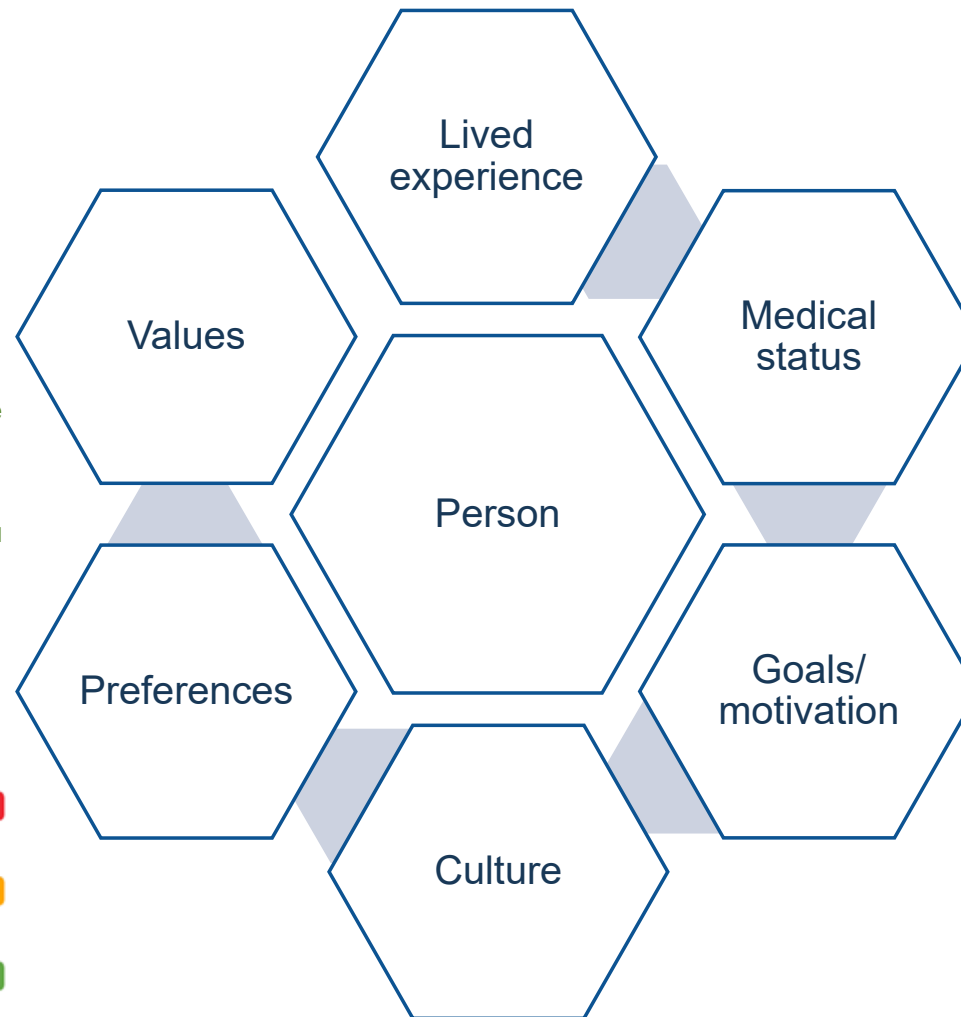 Lived
experience
Medical
status
Values
Person
Goals/
motivation
Preferences
Culture